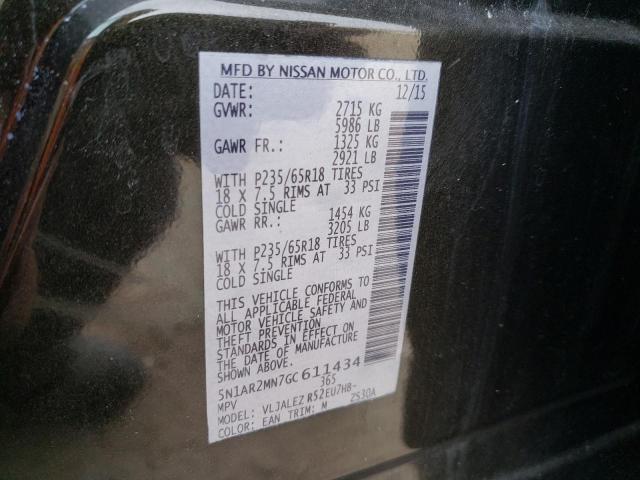 MFD BY NISSAN MOTOR CO., LTD.
DATE: 12/15
GVWR: 2715 KG
5986 LB
GAWR FR.: 1325 KG
2921 LB
WITH P235/65R18 TIRES
18 X 7.5 RIMS AT 33 PSI
COLD SINGLE
GAWR RR.: 1454 KG
3205 LB
WITH P235/65R18 TIRES
18 X 7.5 RIMS AT 33 PSI
COLD SINGLE
THIS VEHICLE CONFORMS TO
ALL APPLICABLE FEDERAL
MOTOR VEHICLE SAFETY AND
THEFT PREVENTION
STANDARDS IN EFFECT ON
THE DATE OF MANUFACTURE
SHOWN ABOVE.
5N1AR2MN7GC611434
MPV 365
MODEL: VLJALEZ R52EU7HB-
COLOR: EAN TRIM: M 2S30A